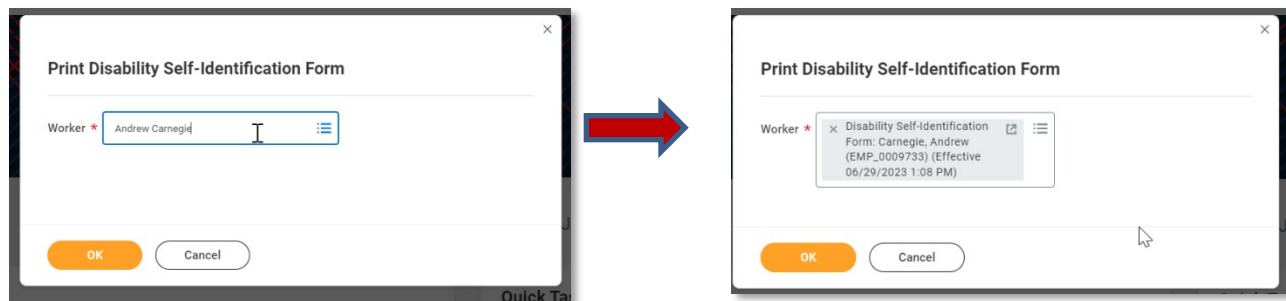 ×
Print Disability Self-Identification Form
Worker * Andrew Carnegie
OK Cancel
Quick Ta
×
Print Disability Self-Identification Form
Worker * × Disability Self-Identification
Form: Carnegie, Andrew
(EMP_0009733) (Effective
06/29/2023 1:08 PM)
OK Cancel